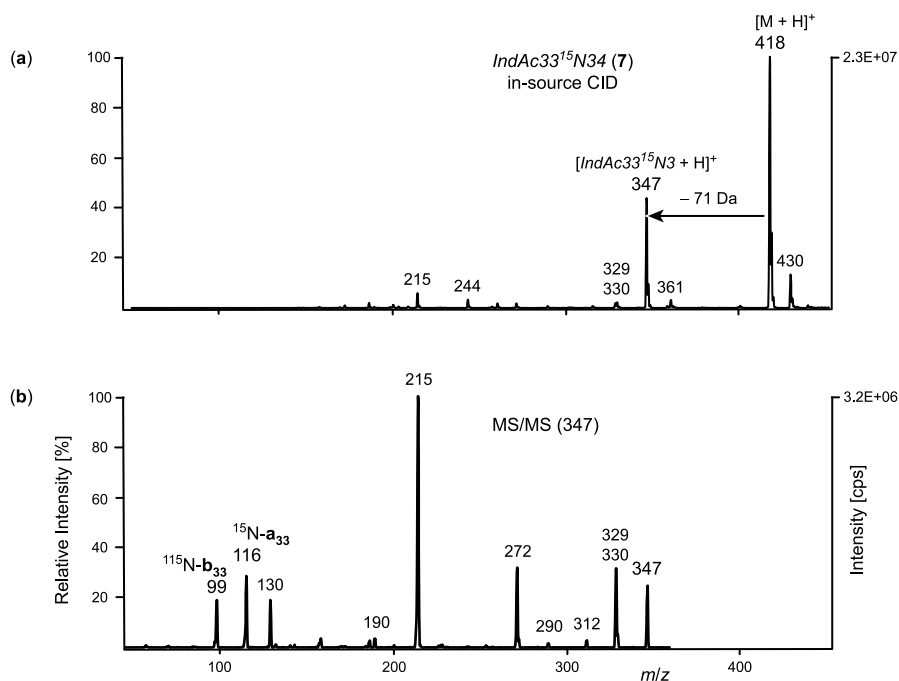 [M + H]⁺
(a)
100
IndAc33¹⁵N34 (7)
418
2.3E+07
in-source CID
80
60
[IndAc33¹⁵N3 + H]⁺
347
– 71 Da
40
20
215
244
329
330
361
430
200
300
400
(b)
100
215
3.2E+06
MS/MS (347)
80
60
40
20
Relative Intensity [%]
Intensity [cps]
¹⁵N-a₃₃
116
¹¹⁵N-b₃₃
99
130
190
272
290
312
329
330
347
100
200
300
m/z
400